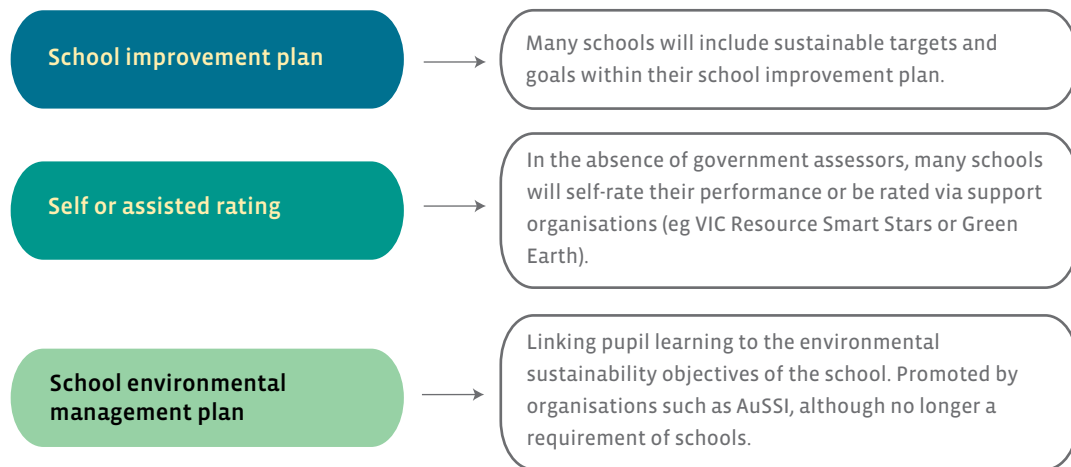 School improvement plan
Many schools will include sustainable targets and
goals within their school improvement plan.
Self or assisted rating
In the absence of government assessors, many schools
will self-rate their performance or be rated via support
organisations (eg VIC Resource Smart Stars or Green
Earth).
School environmental
management plan
Linking pupil learning to the environmental
sustainability objectives of the school. Promoted by
organisations such as AuSSI, although no longer a
requirement of schools.